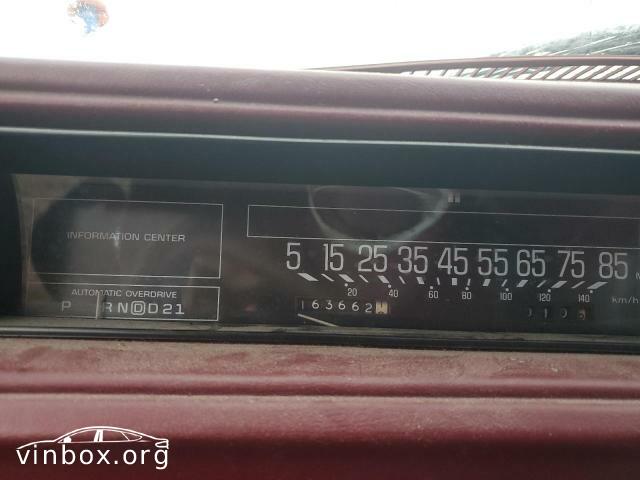 INFORMATION CENTER
5 15 25 35 45 55 65 75 85 M
20 40 60 80 100 120 140 km/h
AUTOMATIC OVERDRIVE
P R N D D 2 1
163662
vinbox.org